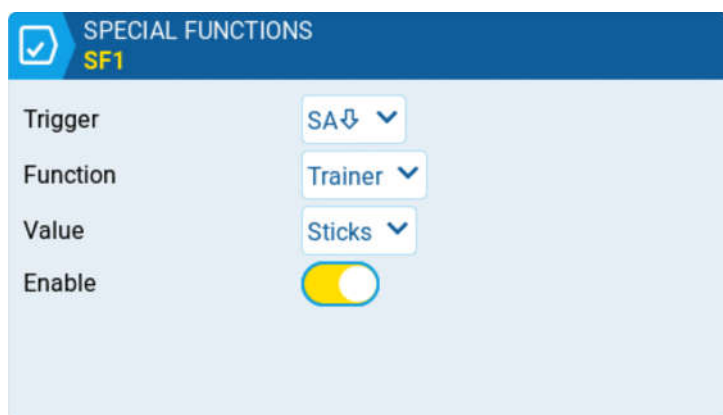 SPECIAL FUNCTIONS
SF1
Trigger SA⇩
Function Trainer
Value Sticks
Enable